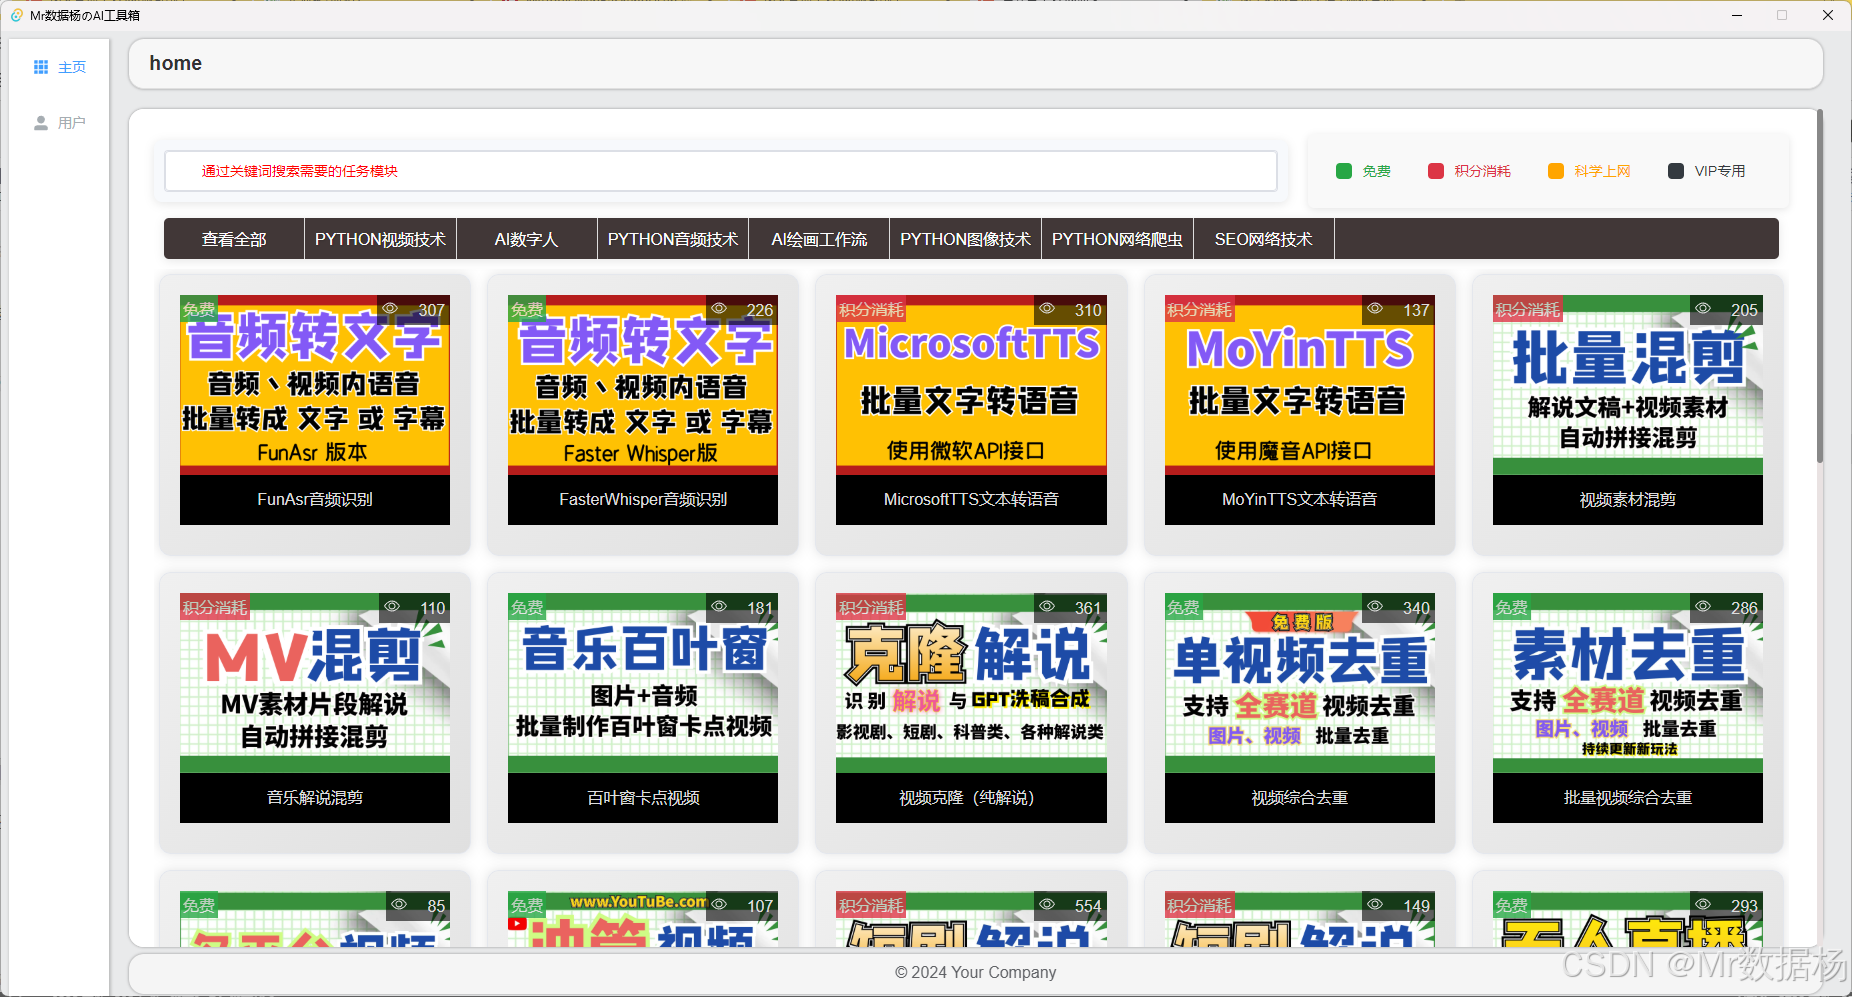 Mr数据杨のAI工具箱
主页
用户
home
通过关键词搜索需要的任务模块
免费
积分消耗
科学上网
VIP专用
查看全部
PYTHON视频技术
AI数字人
PYTHON音频技术
AI绘画工作流
PYTHON图像技术
PYTHON网络爬虫
SEO网络技术
免费
307
音频转文字
音频丶视频内语音
批量转成 文字 或 字幕
FunAsr 版本
FunAsr音频识别
免费
226
音频转文字
音频丶视频内语音
批量转成 文字 或 字幕
Faster Whisper版
FasterWhisper音频识别
积分消耗
310
MicrosoftTTS
批量文字转语音
使用微软API接口
MicrosoftTTS文本转语音
积分消耗
137
MoYinTTS
批量文字转语音
使用魔音API接口
MoYinTTS文本转语音
积分消耗
205
批量混剪
解说文稿+视频素材
自动拼接混剪
视频素材混剪
积分消耗
110
MV混剪
MV素材片段解说
自动拼接混剪
音乐解说混剪
免费
181
音乐百叶窗
图片+音频
批量制作百叶窗卡点视频
百叶窗卡点视频
积分消耗
361
克隆解说
识别 解说 与 GPT洗稿合成
影视剧、短剧、科普类、各种解说类
视频克隆（纯解说）
免费
340
免费版
单视频去重
支持 全赛道 视频去重
图片、视频 批量去重
视频综合去重
免费
286
素材去重
支持 全赛道 视频去重
图片、视频 批量去重
持续更新新玩法
批量视频综合去重
免费
85
免费
107
www.YouTuBe.com
油管视频
积分消耗
554
短剧解说
积分消耗
149
短剧解说
免费
293
无人直播
© 2024 Your Company
CSDN @Mr数据杨